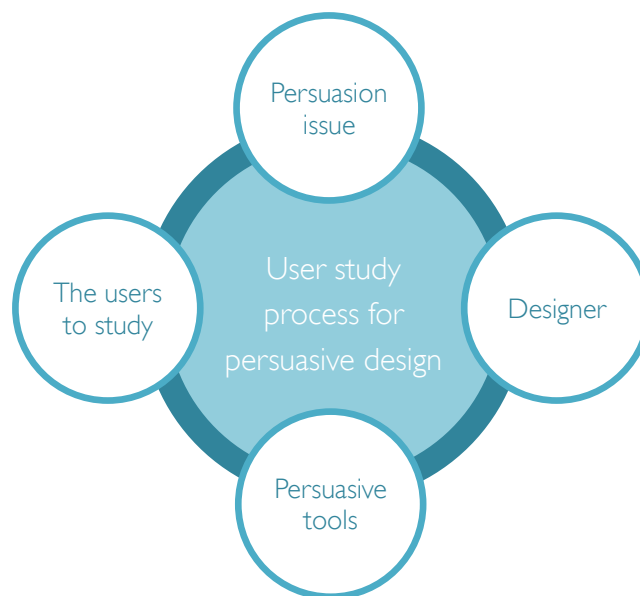 Persuasion
issue
The users
to study
User study
process for
persuasive design
Designer
Persuasive
tools